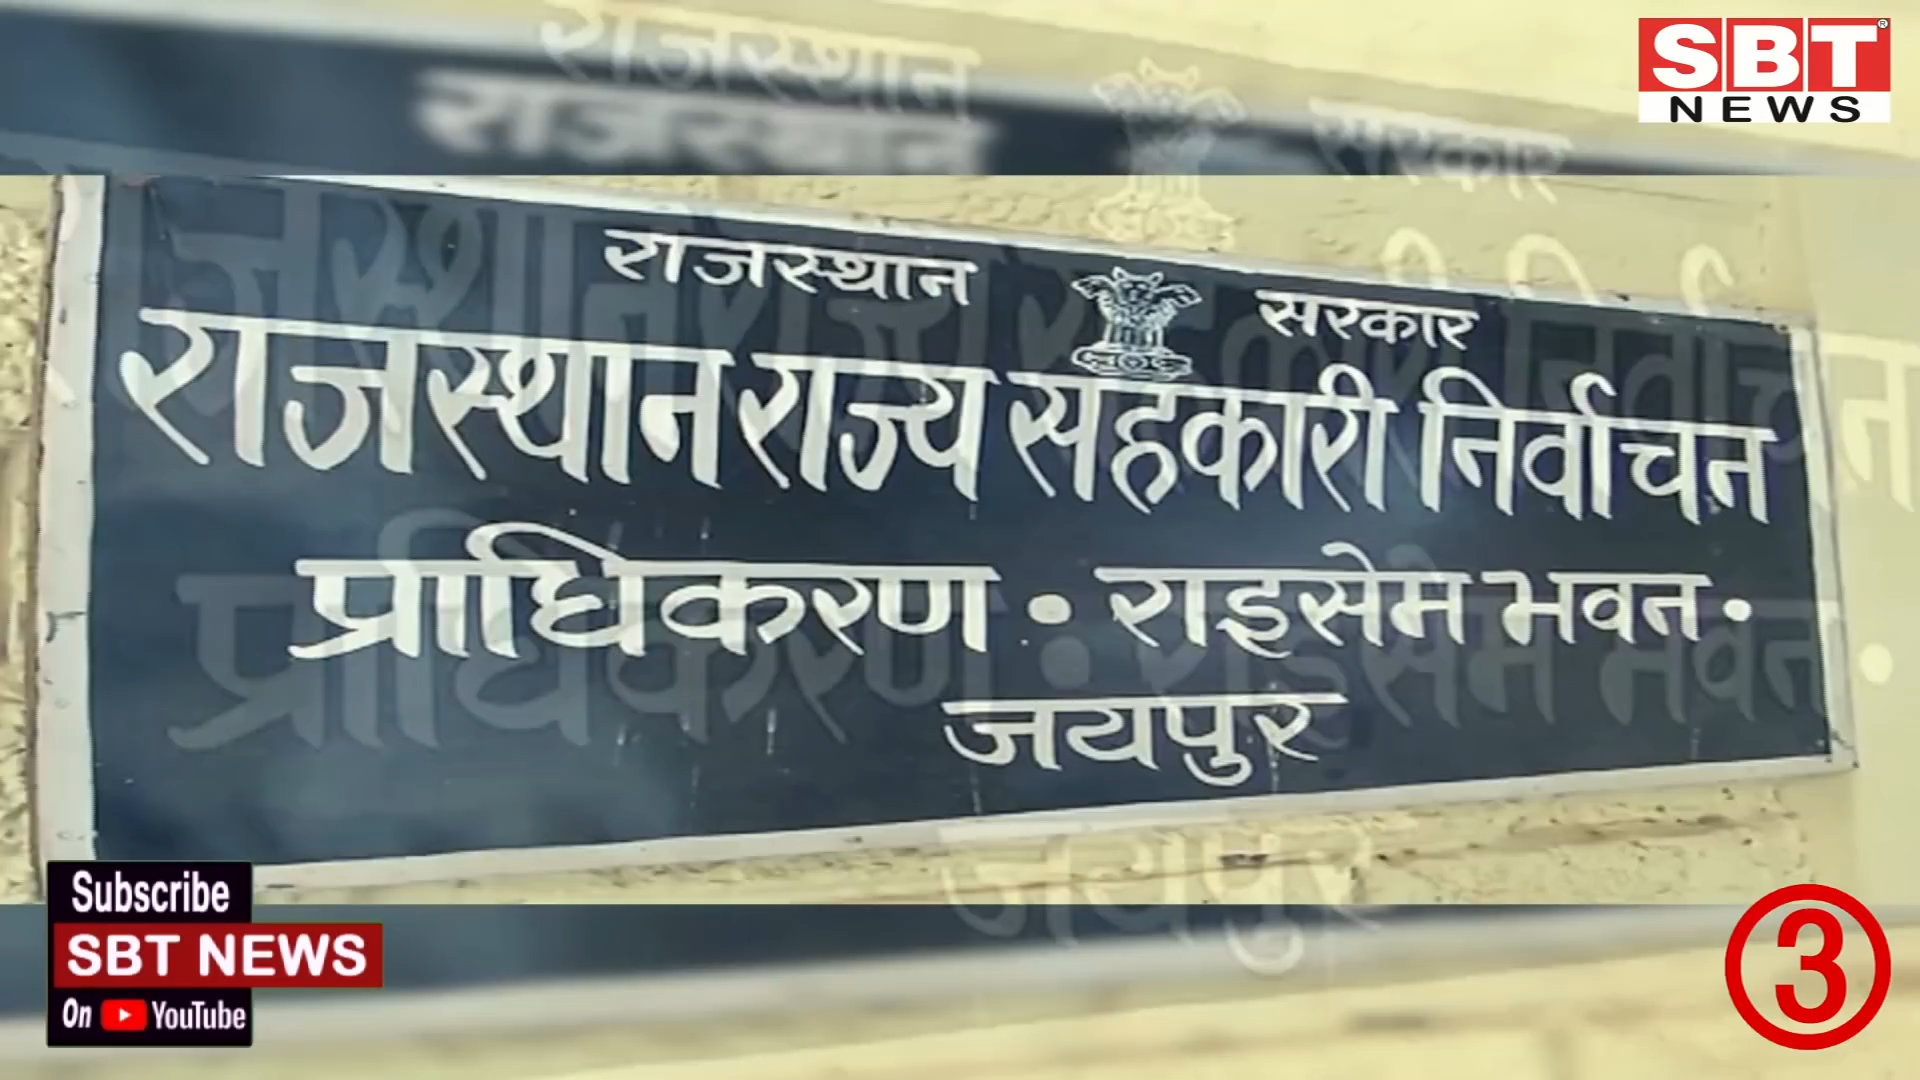 SBT
NEWS
राजस्थान सरकार
राजस्थान राज्य सहकारी निर्वाचन
प्राधिकरण • राइसेम भवन •
जयपुर
Subscribe
SBT NEWS
On YouTube
3